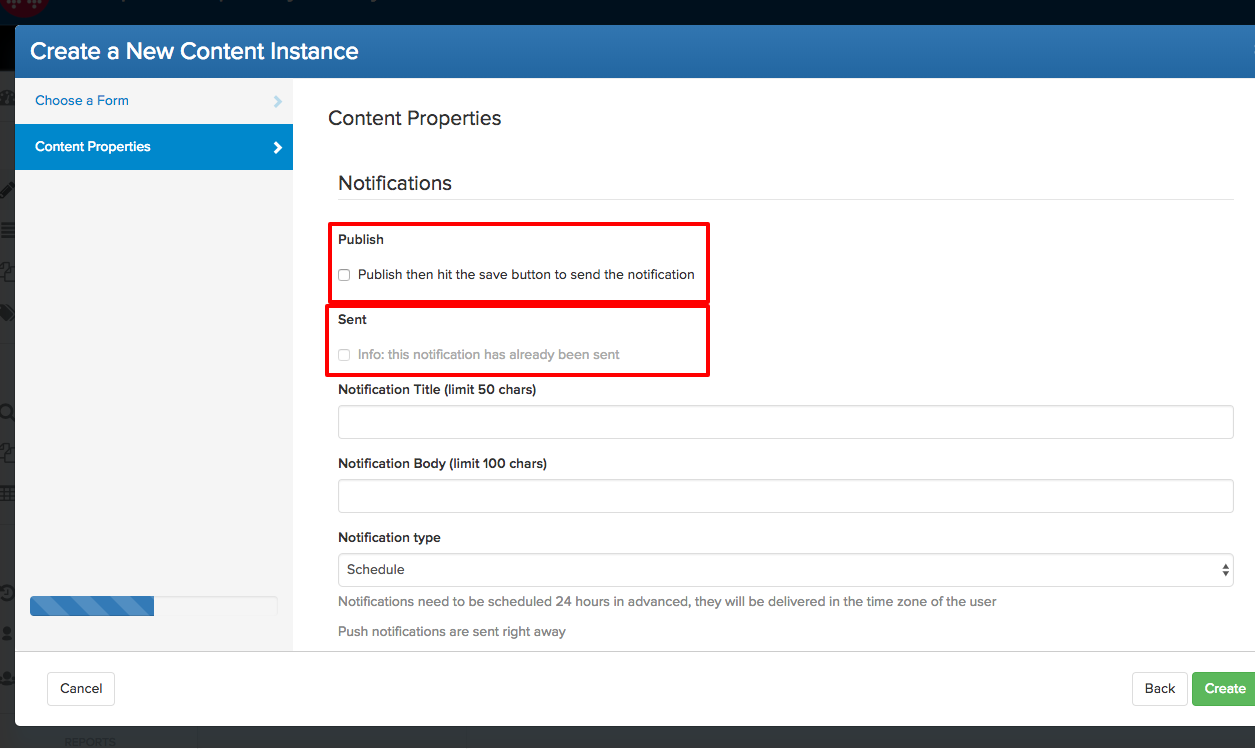 Create a New Content Instance
Choose a Form
Content Properties
Content Properties
Notifications
Publish
Publish then hit the save button to send the notification
Sent
Info: this notification has already been sent
Notification Title (limit 50 chars)
Notification Body (limit 100 chars)
Notification type
Schedule
Notifications need to be scheduled 24 hours in advanced, they will be delivered in the time zone of the user
Push notifications are sent right away
Cancel
Back
Create
REPORTS